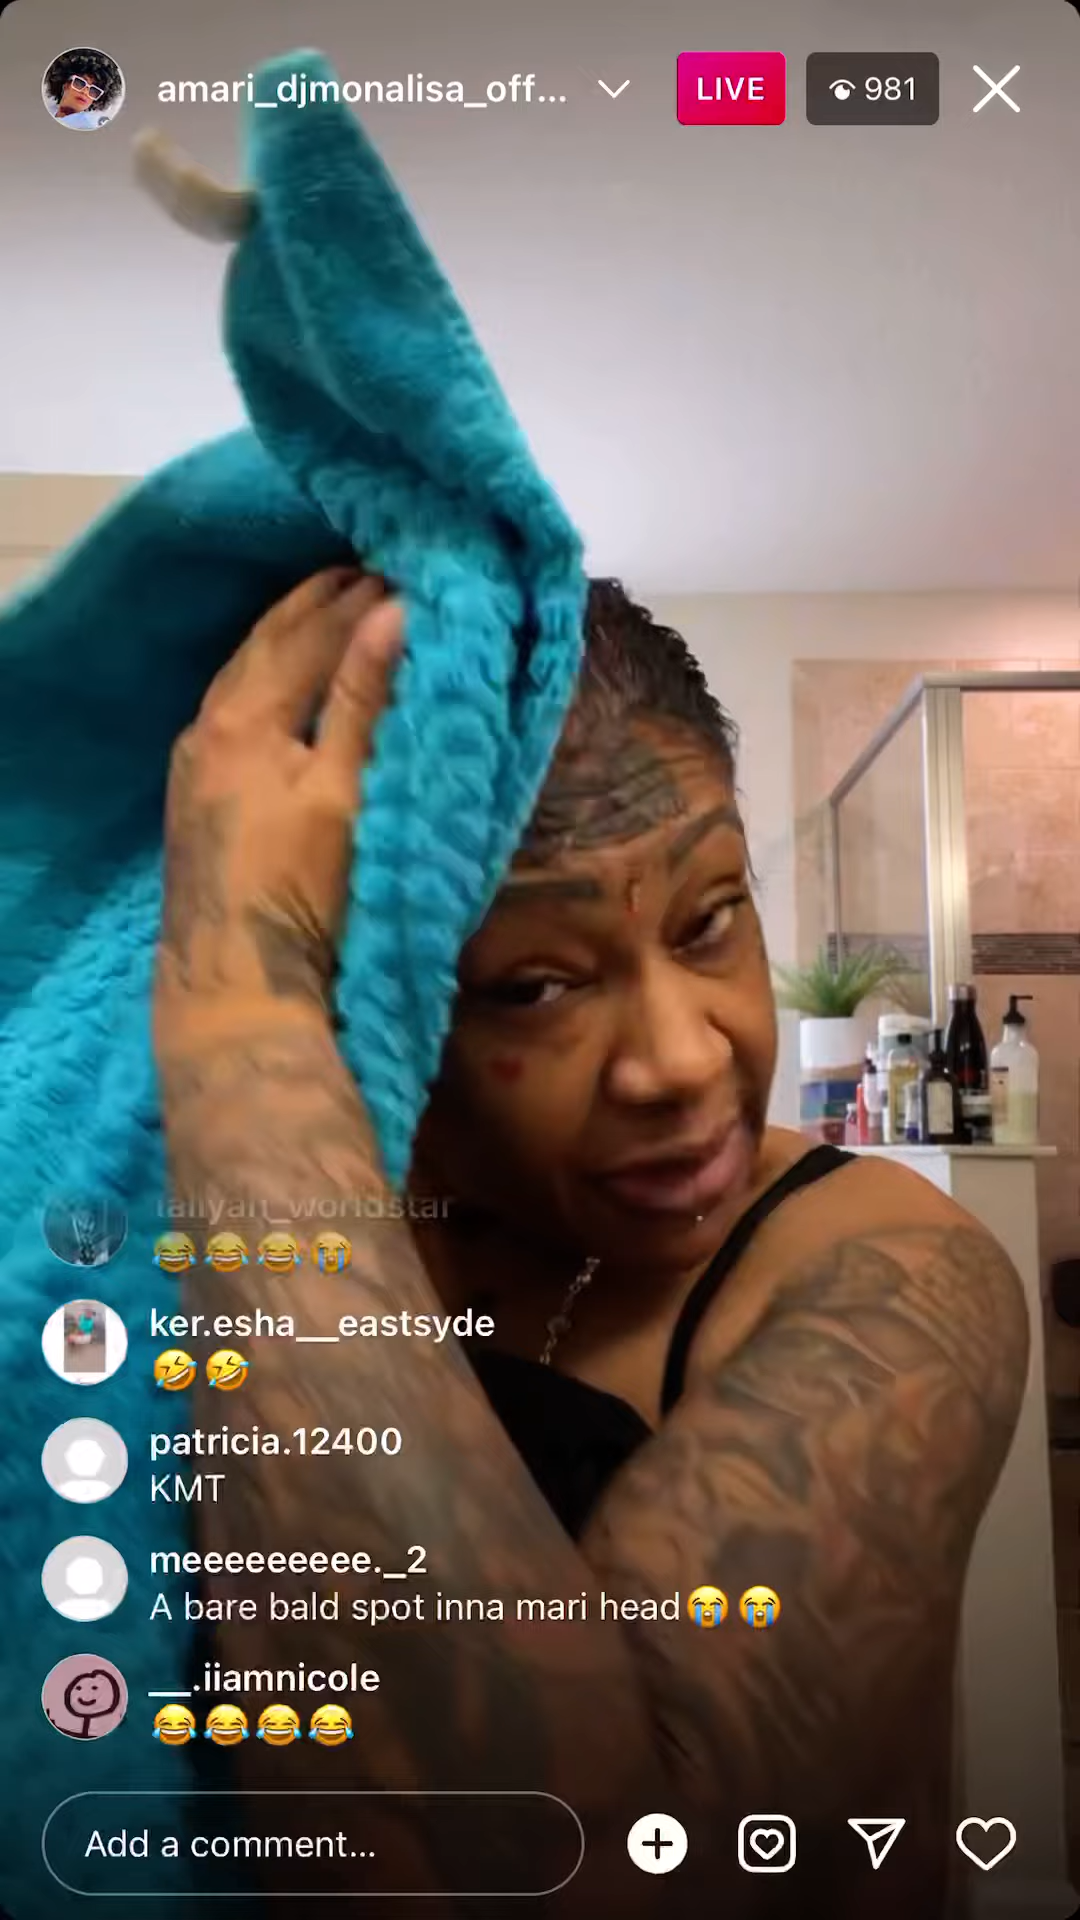 amari_djmonalisa_off...
LIVE
981
laliyah_worldstar
😂😂😂😭
ker.esha__eastsyde
🤣🤣
patricia.12400
KMT
meeeeeeeee._2
A bare bald spot inna mari head😭😭
__.iiamnicole
😂😂😂😂
Add a comment...